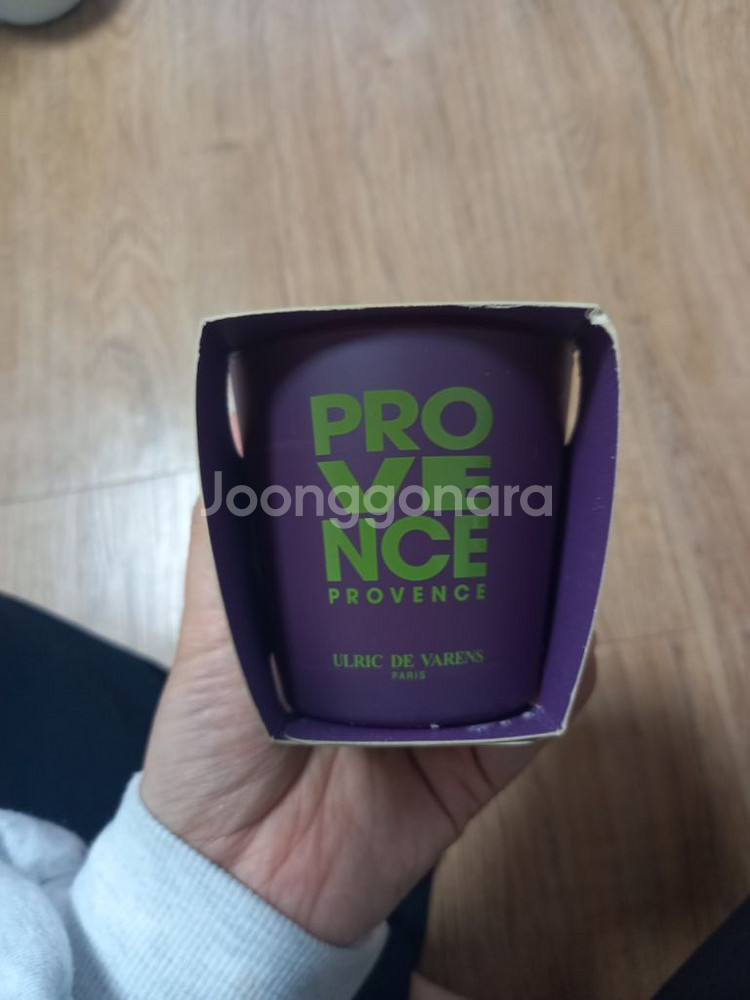 PRO
VE
NCE
PROVENCE
ULRIC DE VARENS
PARIS
Joonggonara